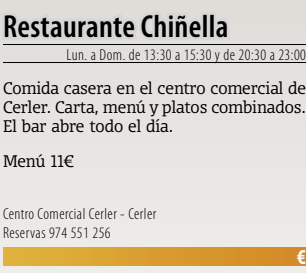 Restaurante Chiñella
Lun. a Dom. de 13:30 a 15:30 y de 20:30 a 23:00
Comida casera en el centro comercial de
Cerler. Carta, menú y platos combinados.
El bar abre todo el día.
Menú 11€
Centro Comercial Cerler - Cerler
Reservas 974 551 256
€